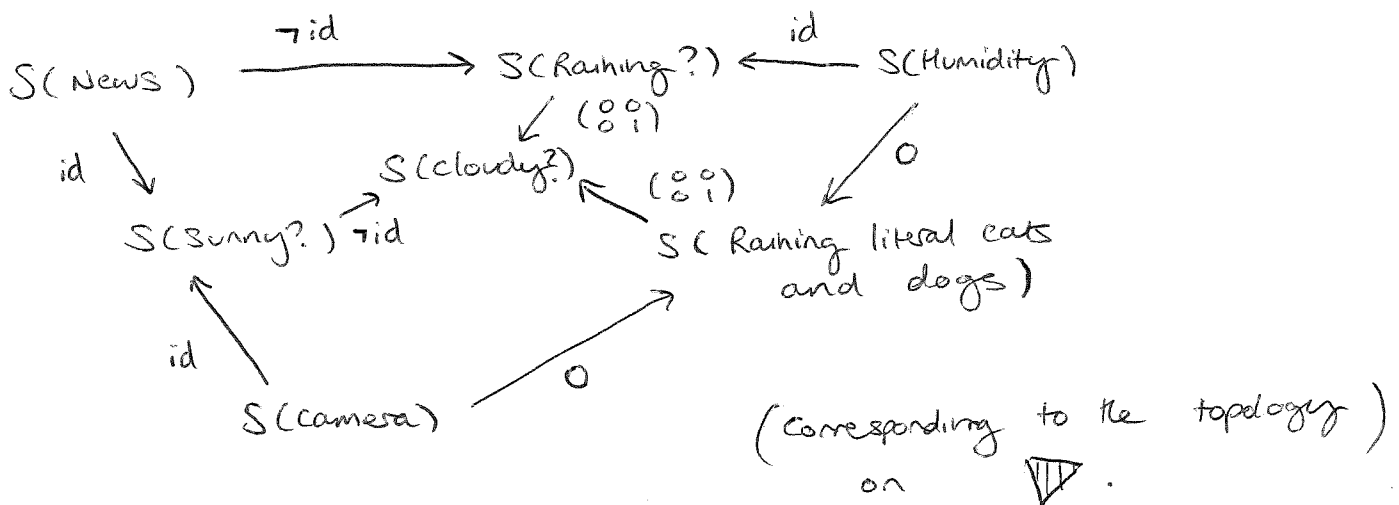 ¬id id
S(News) S(Raining?) S(Humidity)
(0 0
0 1)
id S(Cloudy?) (0 0
0 1) 0
S(Sunny?) ¬id S(Raining literal cats
and dogs)
id 0
S(Camera)
(corresponding to the topology)
on .